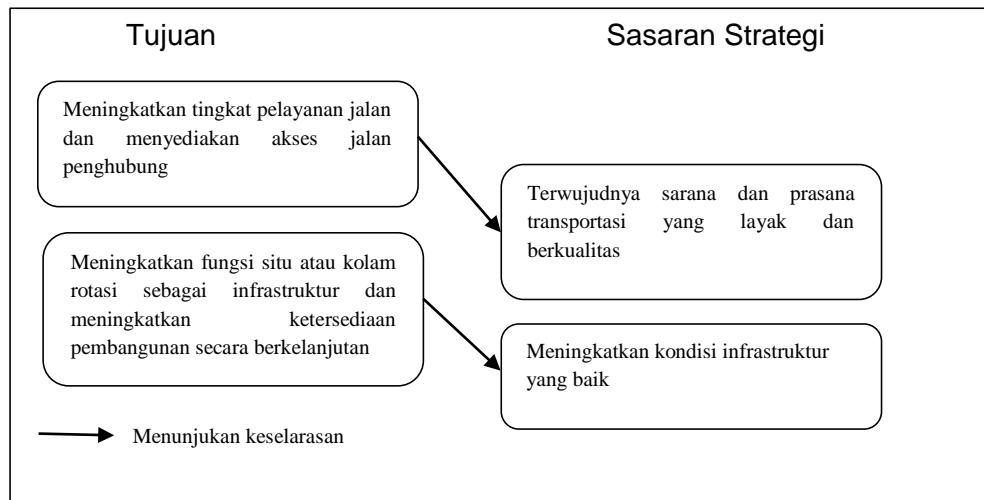 Tujuan
Sasaran Strategi
Meningkatkan tingkat pelayanan jalan
dan menyediakan akses jalan
penghubung
Terwujudnya sarana dan prasana
transportasi yang layak dan
berkualitas
Meningkatkan fungsi situ atau kolam
rotasi sebagai infrastruktur dan
meningkatkan ketersediaan
pembangunan secara berkelanjutan
Meningkatkan kondisi infrastruktur
yang baik
Menunjukan keselarasan